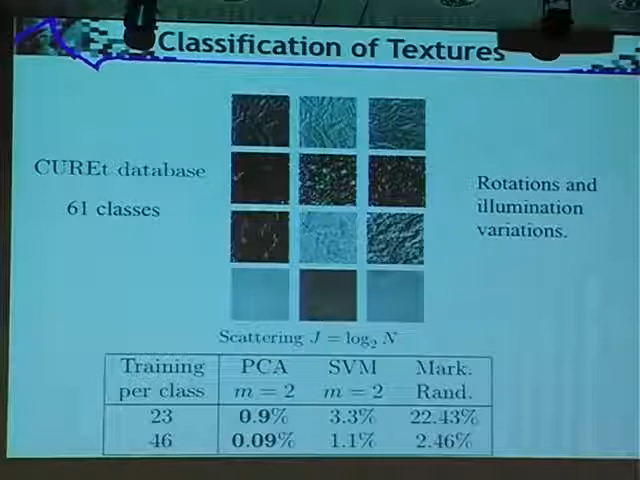 Classification of Textures
CUREt database
61 classes
Rotations and
illumination
variations.
Scattering J = log₂ N
Training PCA SVM Mark.
per class m = 2 m = 2 Rand.
23 0.9% 3.3% 22.43%
46 0.09% 1.1% 2.46%